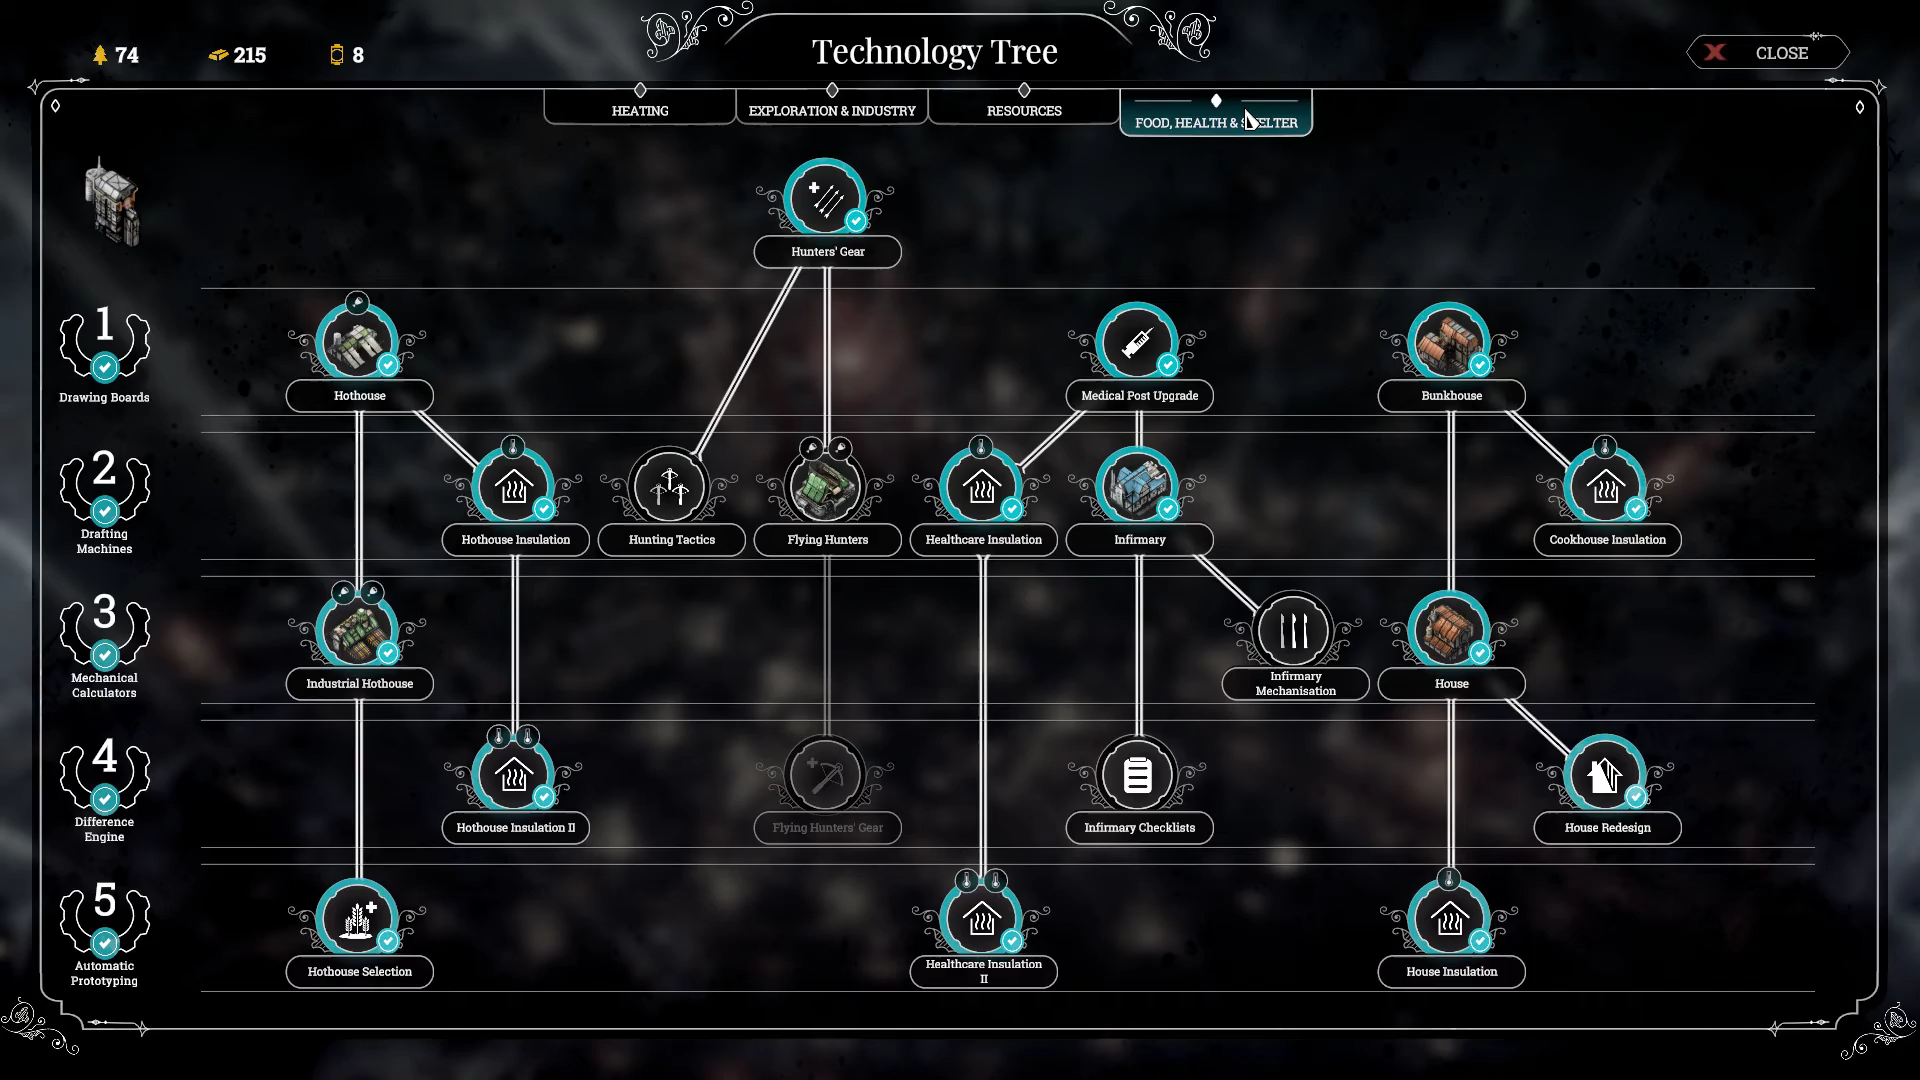 74
215
8
Technology Tree
CLOSE
HEATING
EXPLORATION & INDUSTRY
RESOURCES
FOOD, HEALTH & SHELTER
Hunters' Gear
1
Drawing Boards
Hothouse
Medical Post Upgrade
Bunkhouse
2
Drafting
Machines
Hothouse Insulation
Hunting Tactics
Flying Hunters
Healthcare Insulation
Infirmary
Cookhouse Insulation
3
Mechanical
Calculators
Industrial Hothouse
Infirmary
Mechanisation
House
4
Difference
Engine
Hothouse Insulation II
Flying Hunters' Gear
Infirmary Checklists
House Redesign
5
Automatic
Prototyping
Hothouse Selection
Healthcare Insulation
II
House Insulation